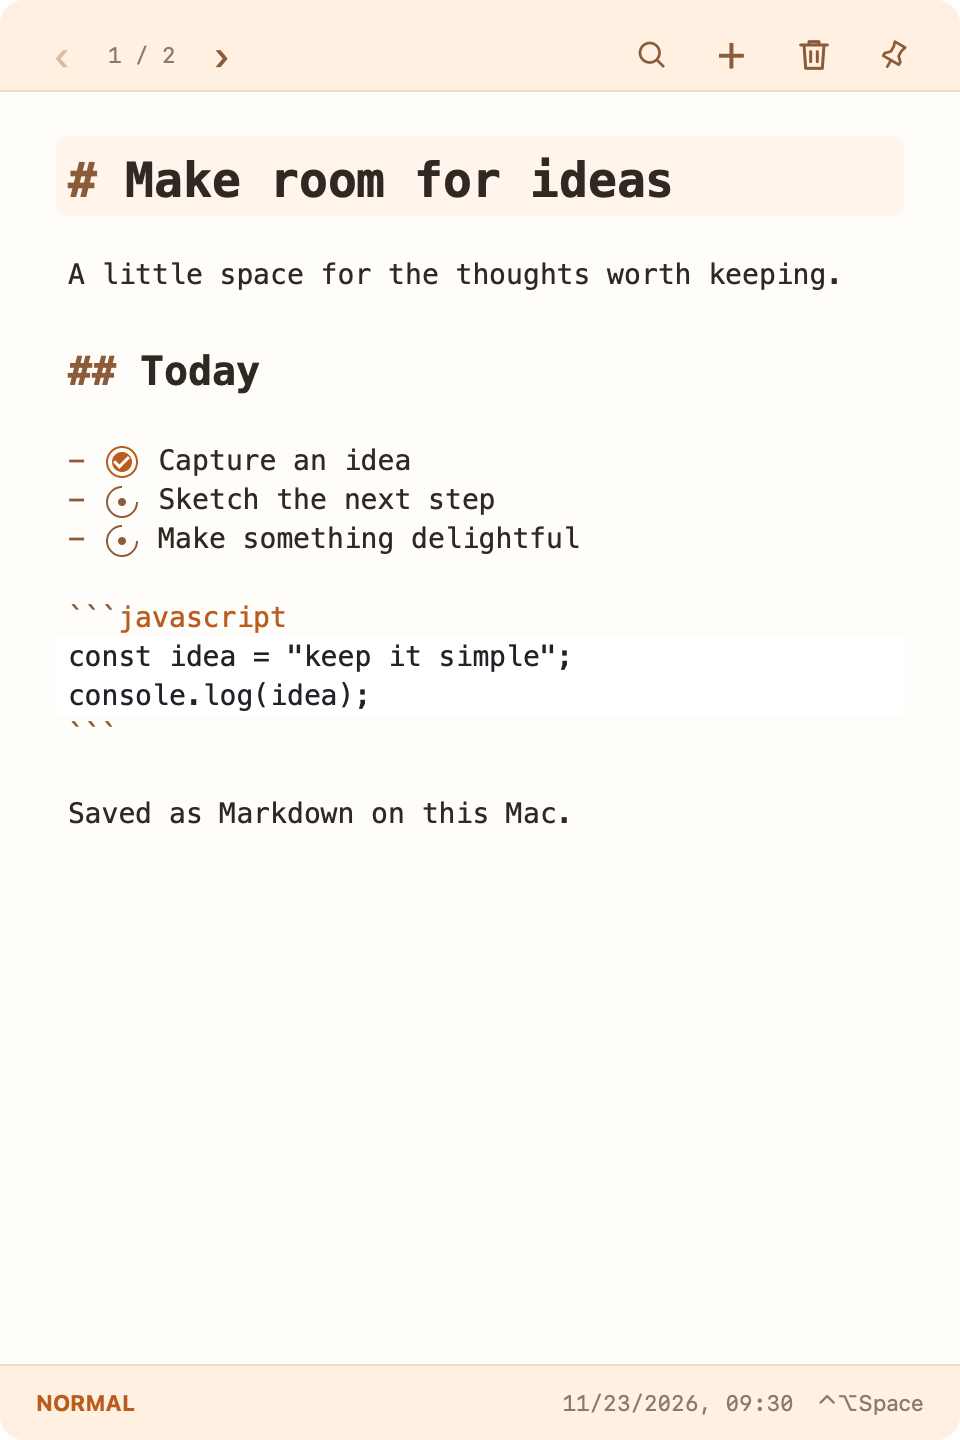 ‹ 1 / 2 ›
# Make room for ideas
A little space for the thoughts worth keeping.
## Today
– Capture an idea
– Sketch the next step
– Make something delightful
```javascript
const idea = "keep it simple";
console.log(idea);
```
Saved as Markdown on this Mac.
NORMAL 11/23/2026, 09:30 ^⌥Space